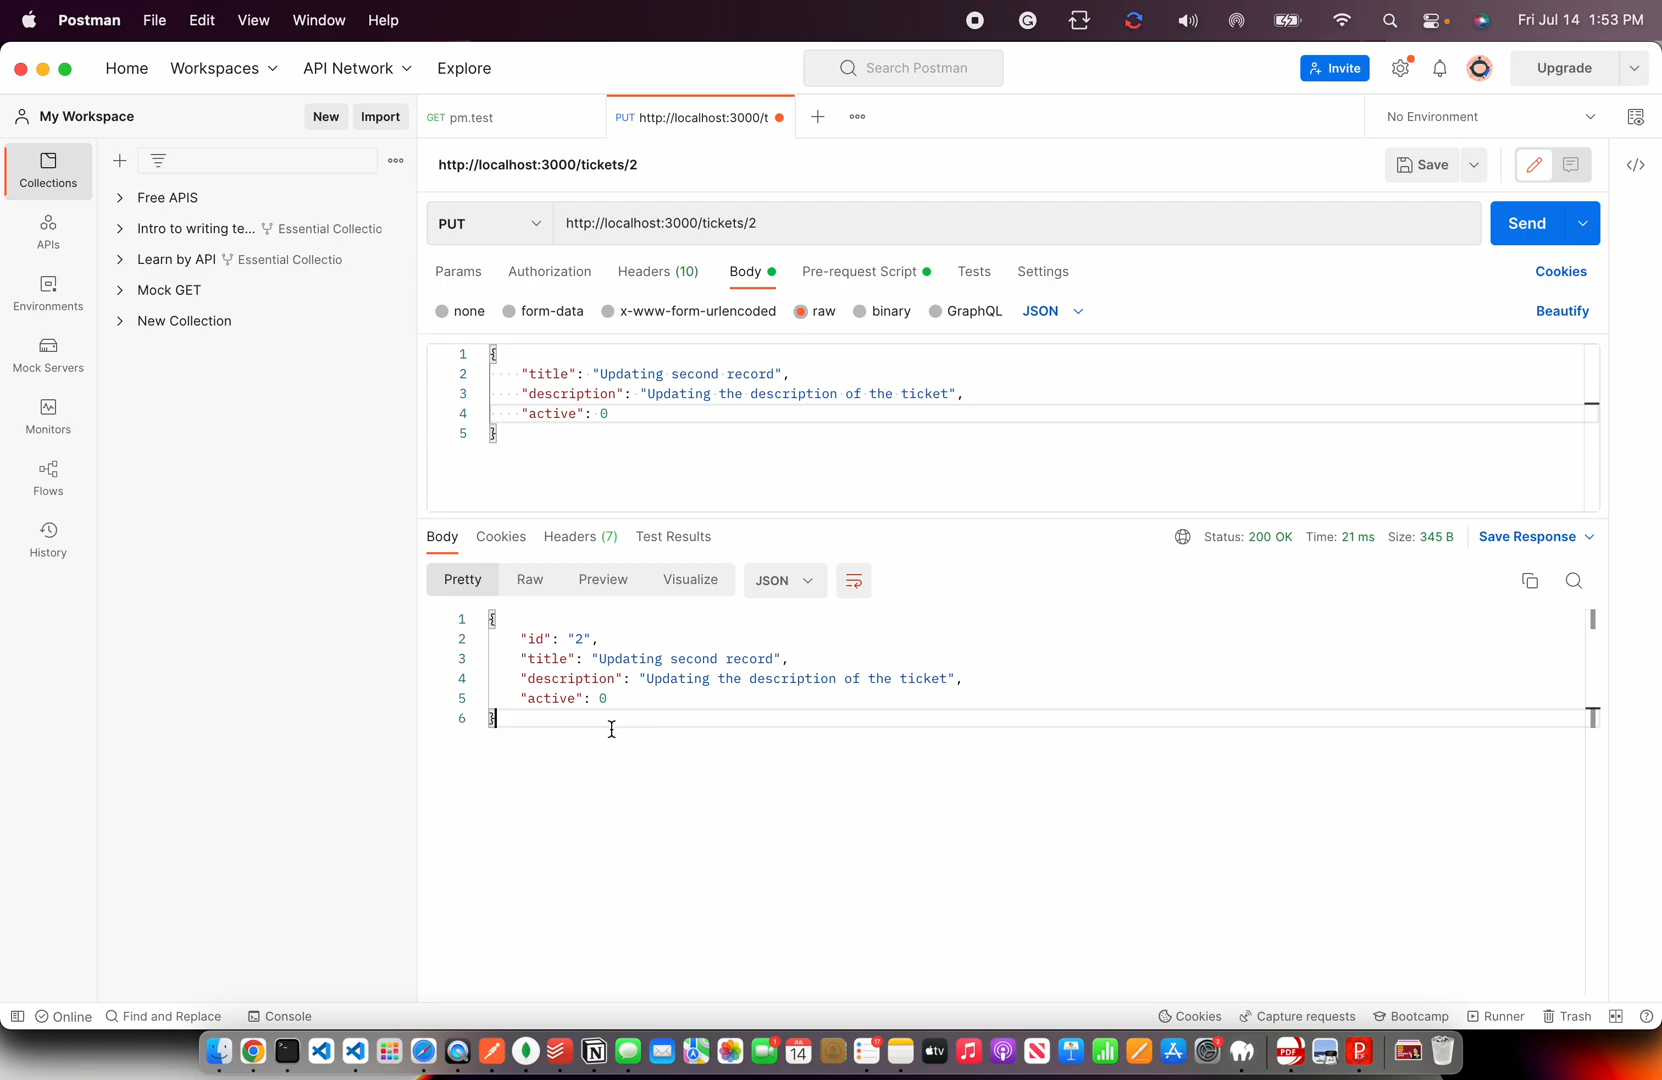 Postman File Edit View Window Help
Fri Jul 14 1:53 PM
Home Workspaces API Network Explore
Search Postman
Invite
Upgrade
My Workspace
New Import
GET pm.test
PUT http://localhost:3000/t
No Environment
Collections
APIs
Environments
Mock Servers
Monitors
Flows
History
Free APIS
Intro to writing te... Essential Collectio
Learn by API Essential Collectio
Mock GET
New Collection
http://localhost:3000/tickets/2
Save
PUT http://localhost:3000/tickets/2
Send
Params Authorization Headers (10) Body Pre-request Script Tests Settings
Cookies
none form-data x-www-form-urlencoded raw binary GraphQL JSON
Beautify
1 {
2 "title": "Updating second record",
3 "description": "Updating the description of the ticket",
4 "active": 0
5 }
Body Cookies Headers (7) Test Results
Status: 200 OK Time: 21 ms Size: 345 B Save Response
Pretty Raw Preview Visualize JSON
1 {
2 "id": "2",
3 "title": "Updating second record",
4 "description": "Updating the description of the ticket",
5 "active": 0
6 }
Online Find and Replace Console
Cookies Capture requests Bootcamp Runner Trash